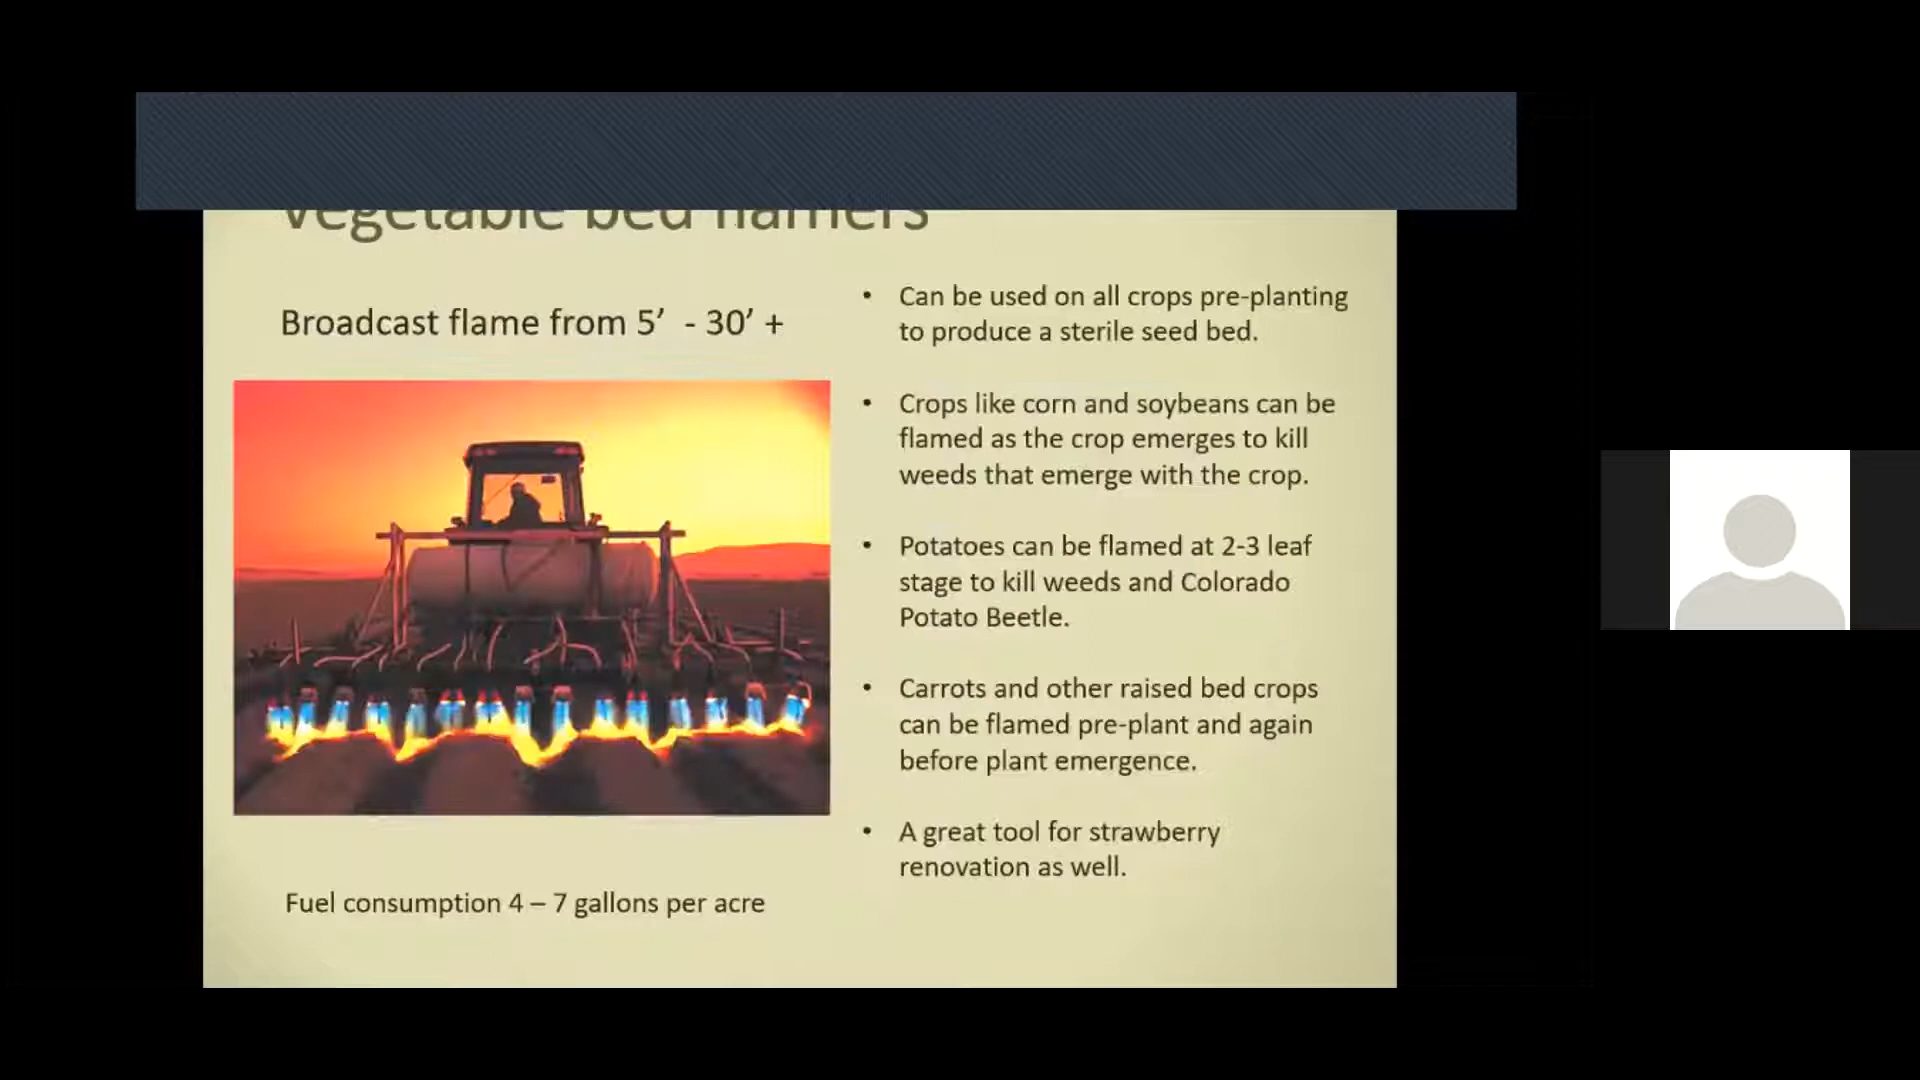 Vegetable bed flamers
Broadcast flame from 5’ - 30’ +
• Can be used on all crops pre-planting
to produce a sterile seed bed.
• Crops like corn and soybeans can be
flamed as the crop emerges to kill
weeds that emerge with the crop.
• Potatoes can be flamed at 2-3 leaf
stage to kill weeds and Colorado
Potato Beetle.
• Carrots and other raised bed crops
can be flamed pre-plant and again
before plant emergence.
• A great tool for strawberry
renovation as well.
Fuel consumption 4 – 7 gallons per acre